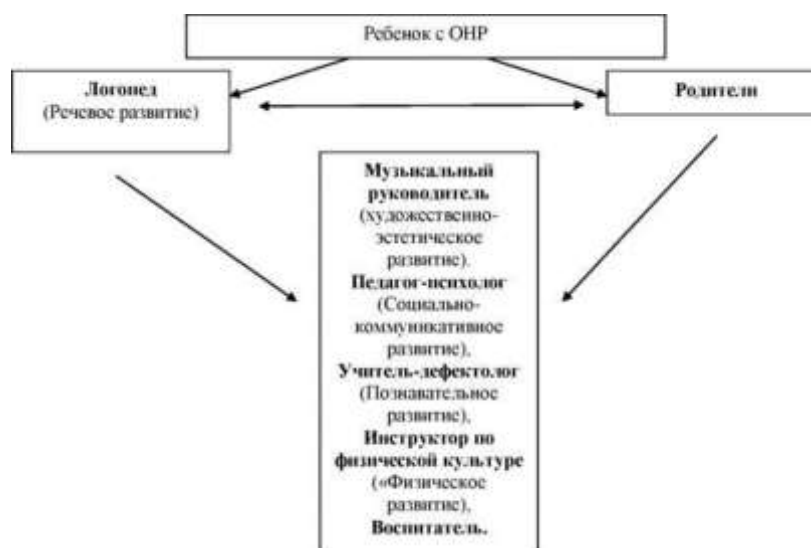 Ребенок с ОНР
Логопед
(Речевое развитие)
Родители
Музыкальный
руководитель
(художественно-
эстетическое
развитие).
Педагог-психолог
(Социально-
коммуникативное
развитие),
Учитель-дефектолог
(Познавательное
развитие),
Инструктор по
физической культуре
(«Физическое
развитие),
Воспитатель.